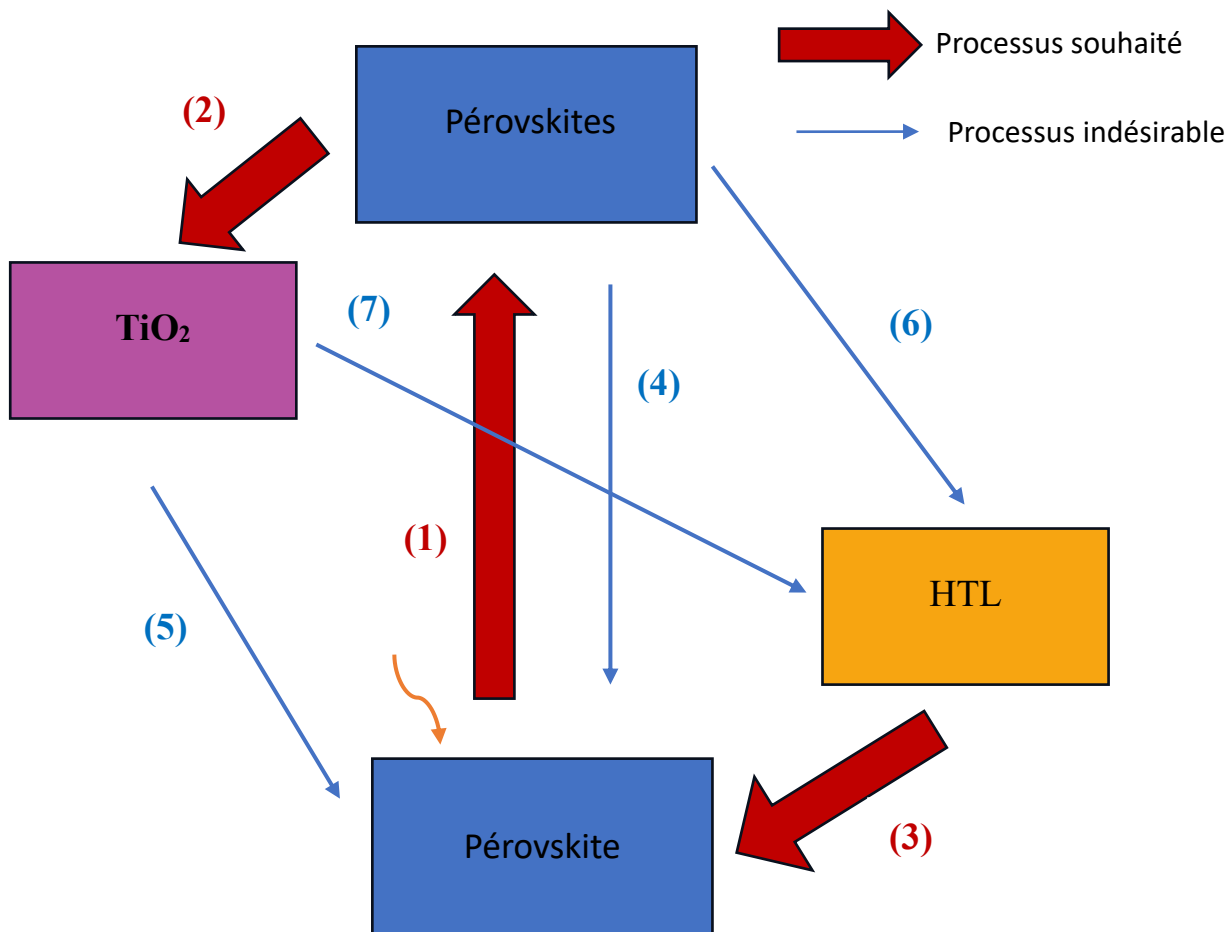 Processus souhaité
(2)
Pérovskites
Processus indésirable
TiO₂
(7)
(6)
(4)
(1)
HTL
(5)
Pérovskite
(3)